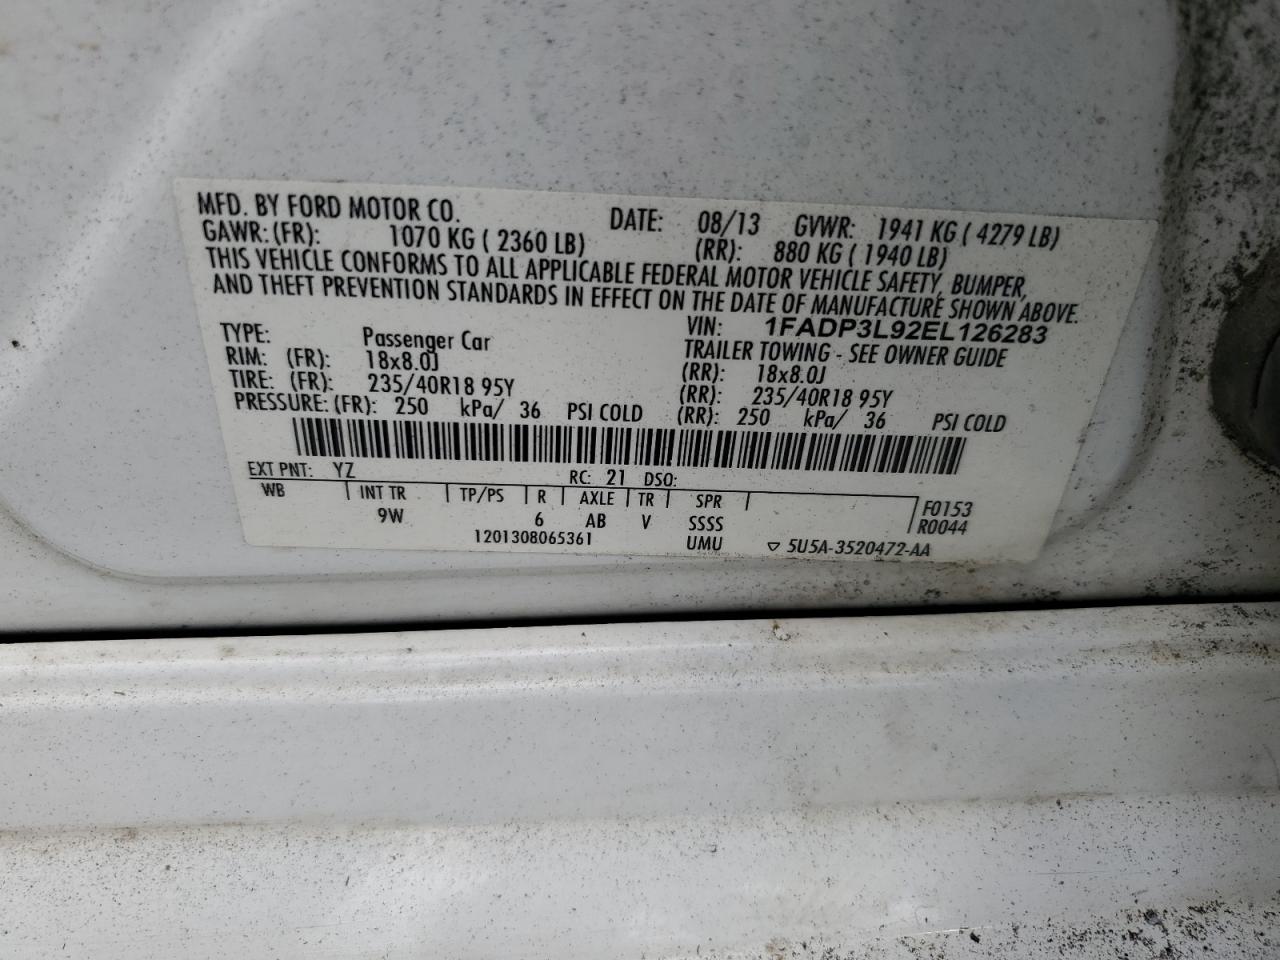 MFD. BY FORD MOTOR CO. DATE: 08/13 GVWR: 1941 KG ( 4279 LB)
GAWR: (FR): 1070 KG ( 2360 LB) (RR): 880 KG ( 1940 LB)
THIS VEHICLE CONFORMS TO ALL APPLICABLE FEDERAL MOTOR VEHICLE SAFETY, BUMPER,
AND THEFT PREVENTION STANDARDS IN EFFECT ON THE DATE OF MANUFACTURE SHOWN ABOVE.
VIN: 1FADP3L92EL126283
TYPE: Passenger Car TRAILER TOWING - SEE OWNER GUIDE
RIM: (FR): 18x8.0J (RR): 18x8.0J
TIRE: (FR): 235/40R18 95Y (RR): 235/40R18 95Y
PRESSURE: (FR): 250 kPa/ 36 PSI COLD (RR): 250 kPa/ 36 PSI COLD
EXT PNT: YZ RC: 21 DSO:
WB INT TR TP/PS R AXLE TR SPR F0153
9W 6 AB V SSSS R0044
1201308065361 UMU ▽ 5U5A-3520472-AA